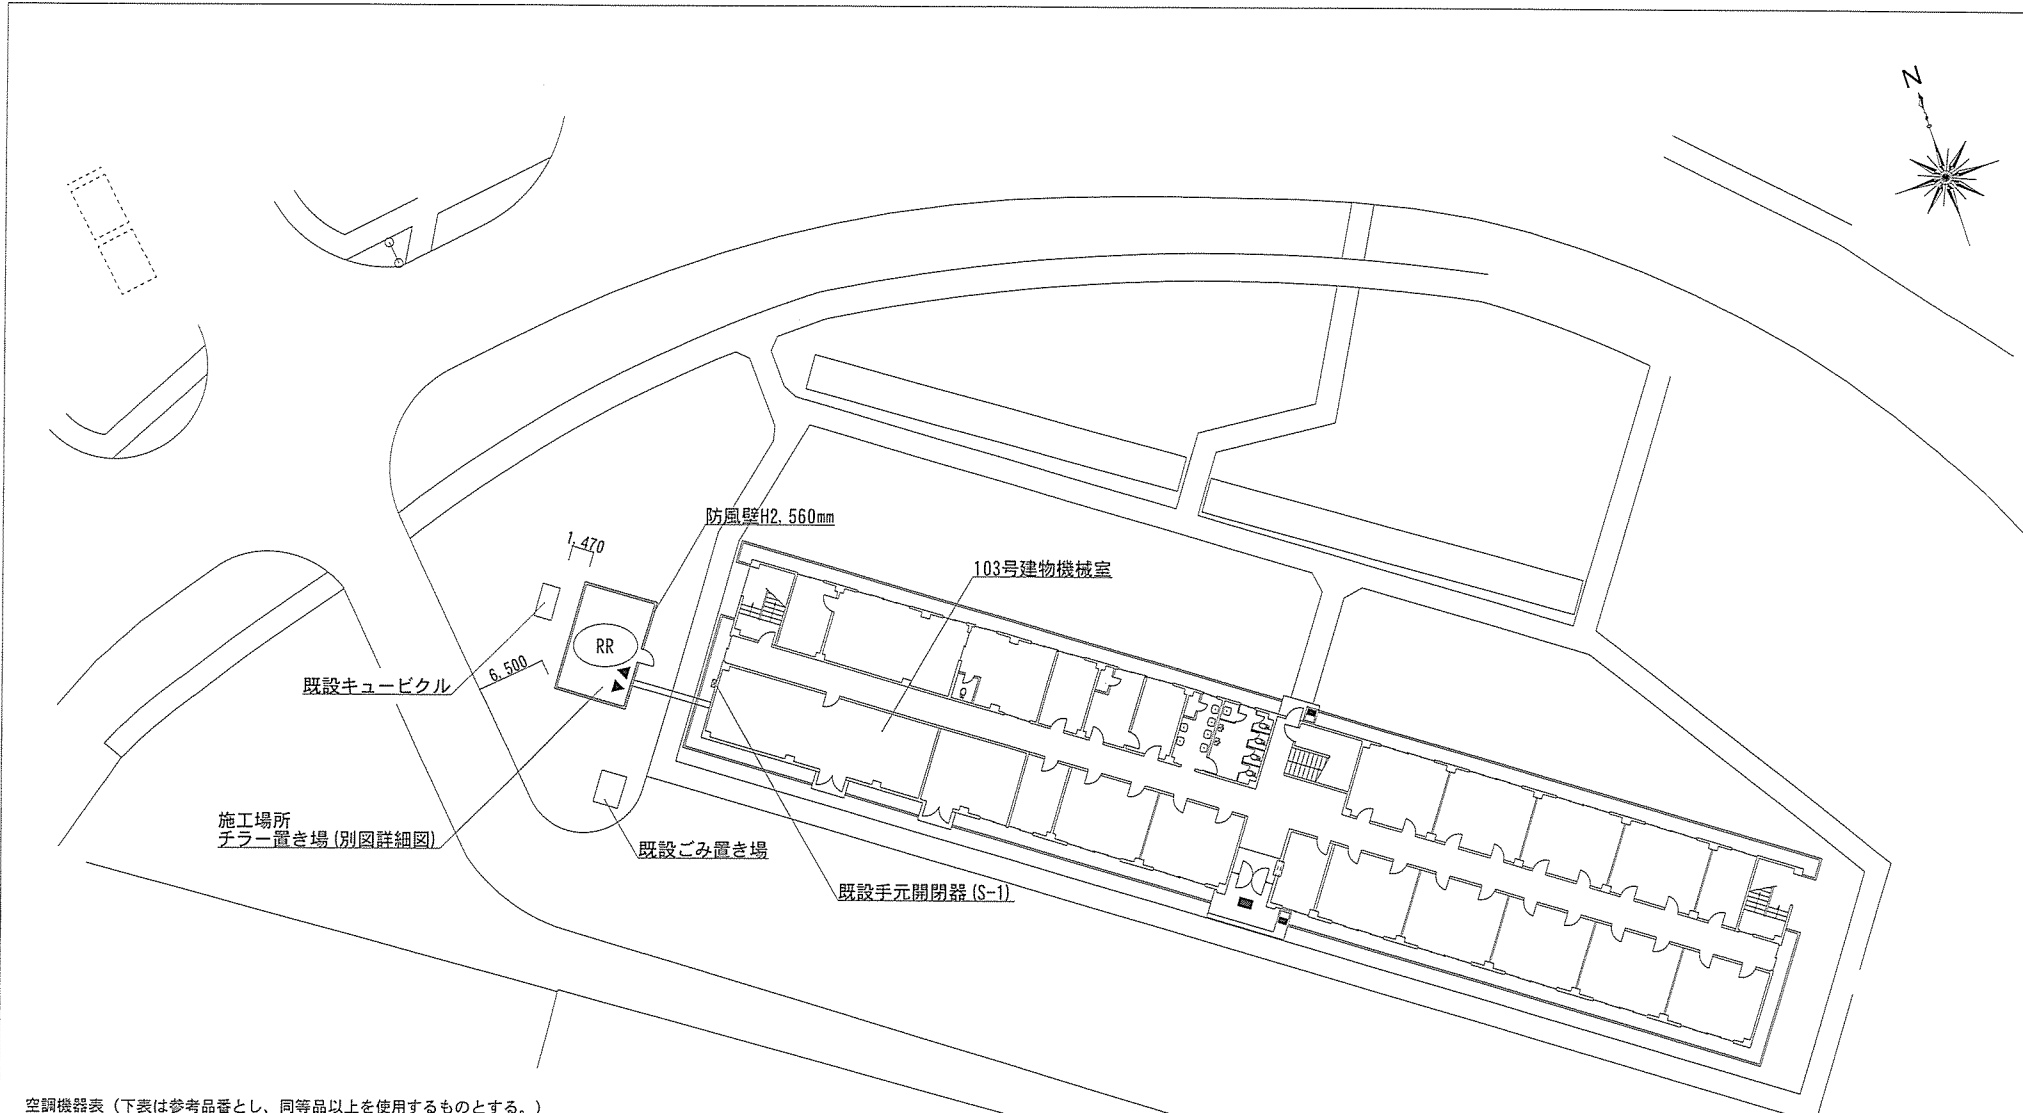 N
防風壁H2,560mm
1,470
103号建物機械室
RR
6,500
既設キュービクル
施工場所
チラー置き場(別図詳細図)
既設ごみ置き場
既設手元開閉器(S-1)
空調機器表(下表は参考品番とし、同等品以上を使用するものとする。)